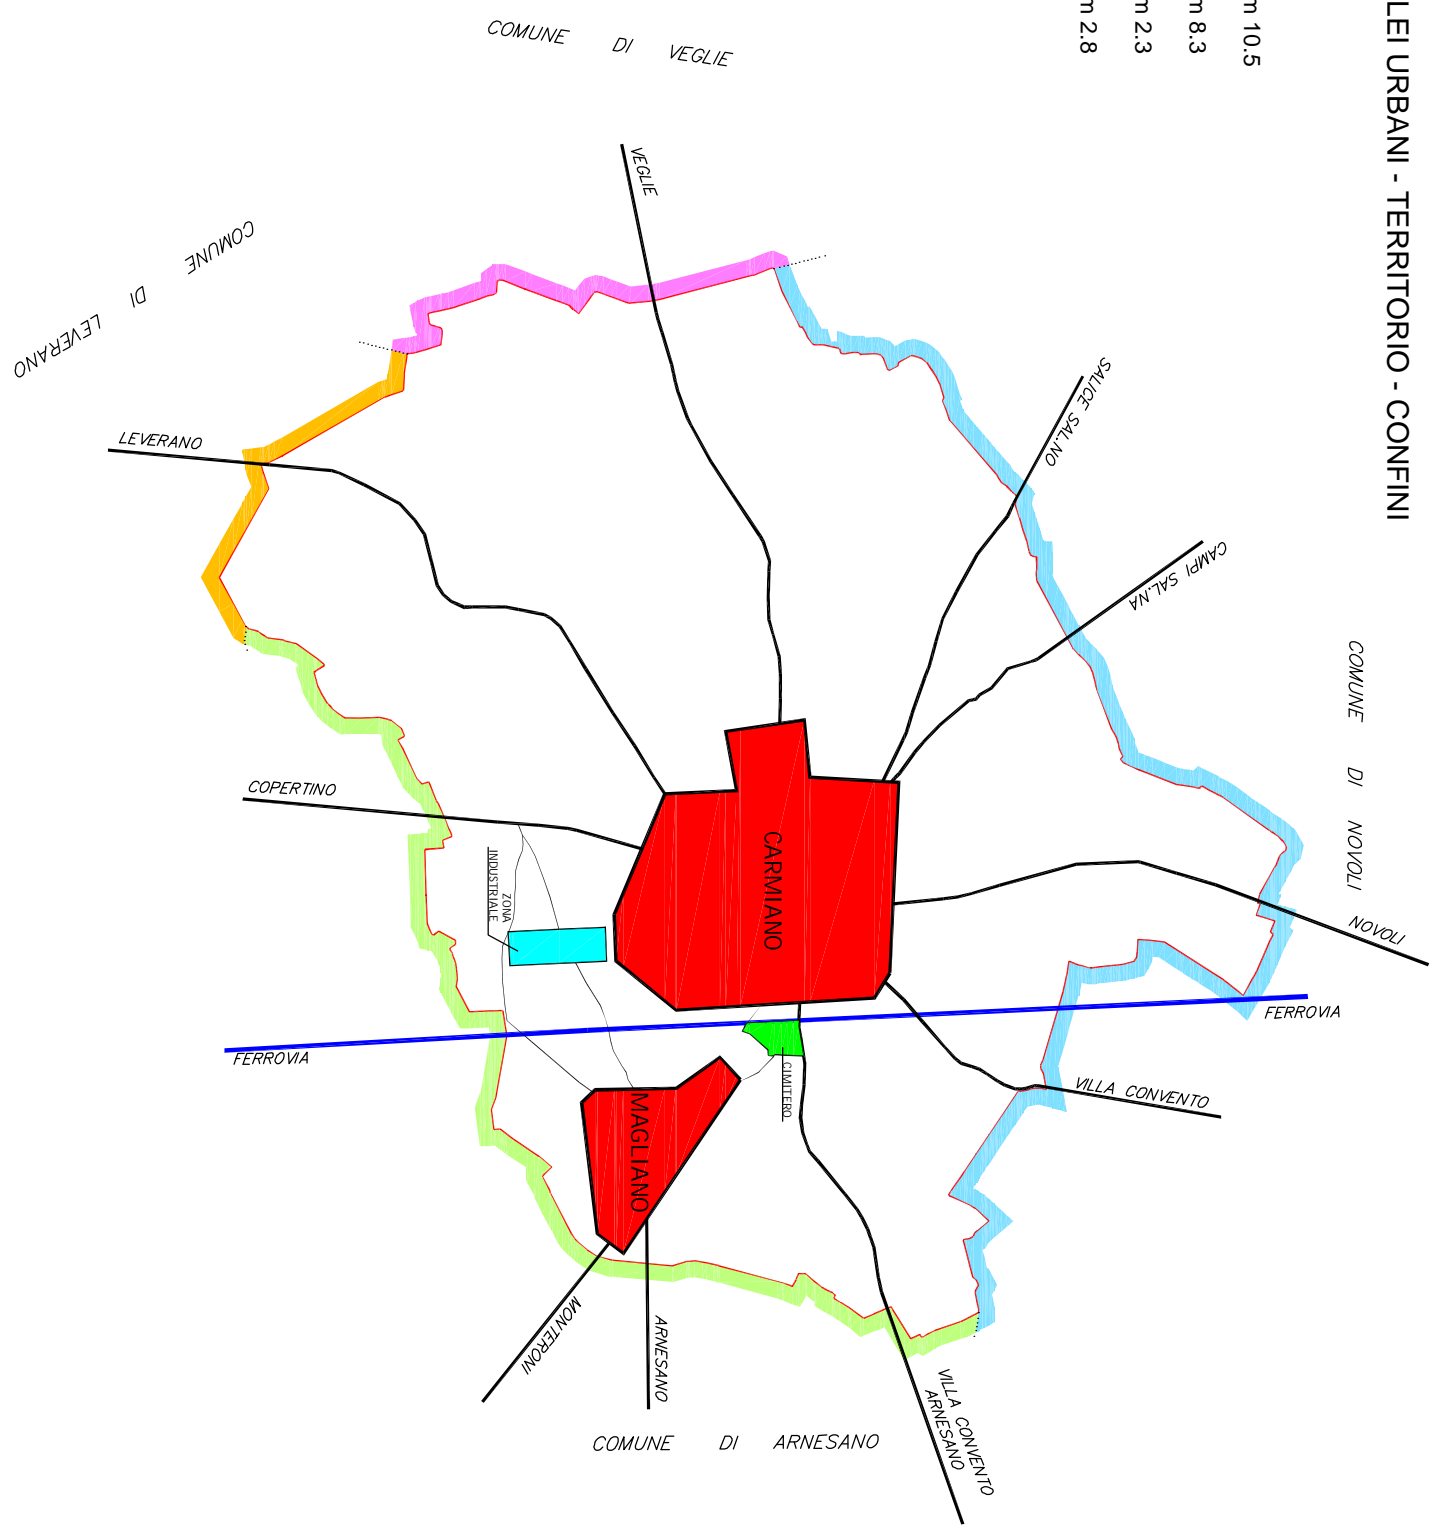 LEI URBANI - TERRITORIO - CONFINI
m 10.5
m 8.3
m 2.3
m 2.8
COMUNE DI VEGLIE
VEGLIE
COMUNE DI LEVERANO
LEVERANO
SALICE SAL.NO
CAMPI SAL.NA
COMUNE DI NOVOLI
NOVOLI
COPERTINO
CARMIANO
ZONA
INDUSTRIALE
FERROVIA
FERROVIA
CIMITERO
VILLA CONVENTO
MAGLIANO
MONTERONI
ARNESANO
VILLA CONVENTO
ARNESANO
COMUNE DI ARNESANO